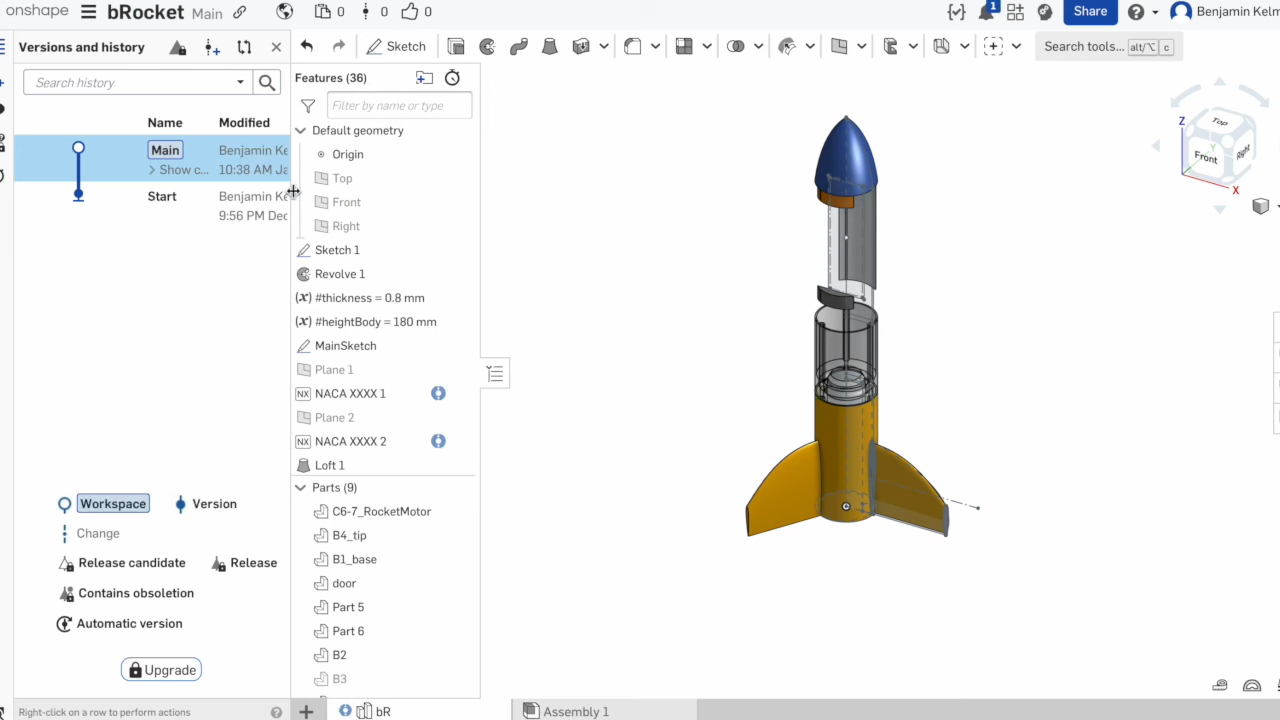 onshape bRocket Main 0 0 0 1 Share Benjamin Kelm
Versions and history
Sketch
Search tools... alt/⌥ c
Search history
Features (36)
Filter by name or type
Name Modified
Main Benjamin Ke
Show c... 10:38 AM Ja
Start Benjamin Ke
9:56 PM Dec
Default geometry
Origin
Top
Front
Right
Sketch 1
Revolve 1
(x) #thickness = 0.8 mm
(x) #heightBody = 180 mm
MainSketch
Plane 1
NX NACA XXXX 1
Plane 2
NX NACA XXXX 2
Loft 1
Parts (9)
C6-7_RocketMotor
B4_tip
B1_base
door
Part 5
Part 6
B2
B3
Workspace Version
Change
Release candidate Release
Contains obsoletion
Automatic version
Upgrade
Right-click on a row to perform actions
bR
Assembly 1
Top
Z
Y
Front Right
X